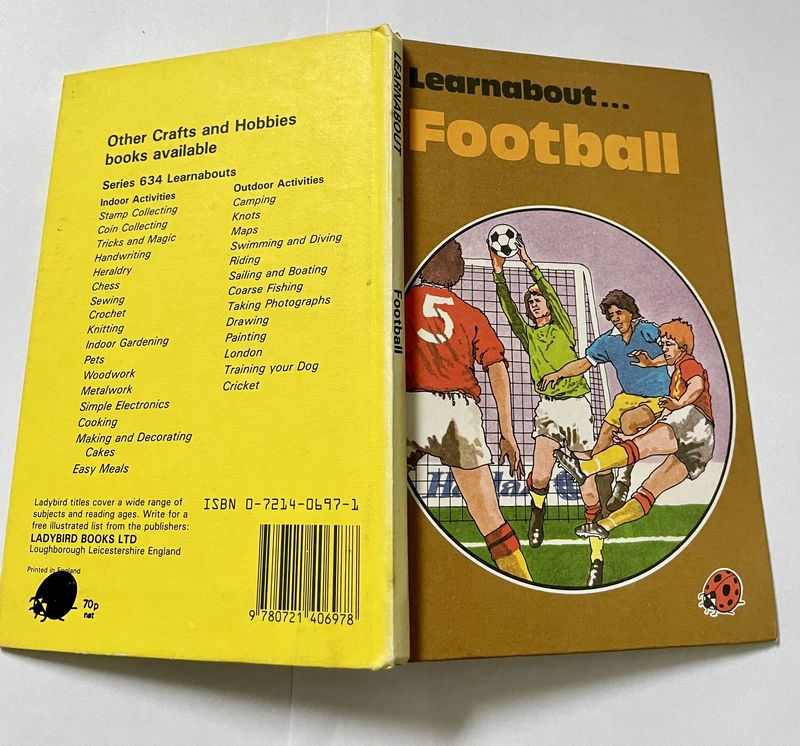 Other Crafts and Hobbies
books available
Series 634 Learnabouts
Indoor Activities
Stamp Collecting
Coin Collecting
Tricks and Magic
Handwriting
Heraldry
Chess
Sewing
Crochet
Knitting
Indoor Gardening
Pets
Woodwork
Metalwork
Simple Electronics
Cooking
Making and Decorating
Cakes
Easy Meals
Outdoor Activities
Camping
Knots
Maps
Swimming and Diving
Riding
Sailing and Boating
Coarse Fishing
Taking Photographs
Drawing
Painting
London
Training your Dog
Cricket
Ladybird titles cover a wide range of
subjects and reading ages. Write for a
free illustrated list from the publishers:
LADYBIRD BOOKS LTD
Loughborough Leicestershire England
Printed in England
70p
net
ISBN 0-7214-0697-1
9 780721 406978
LEARNABOUT
Football
Learnabout...
Football
5